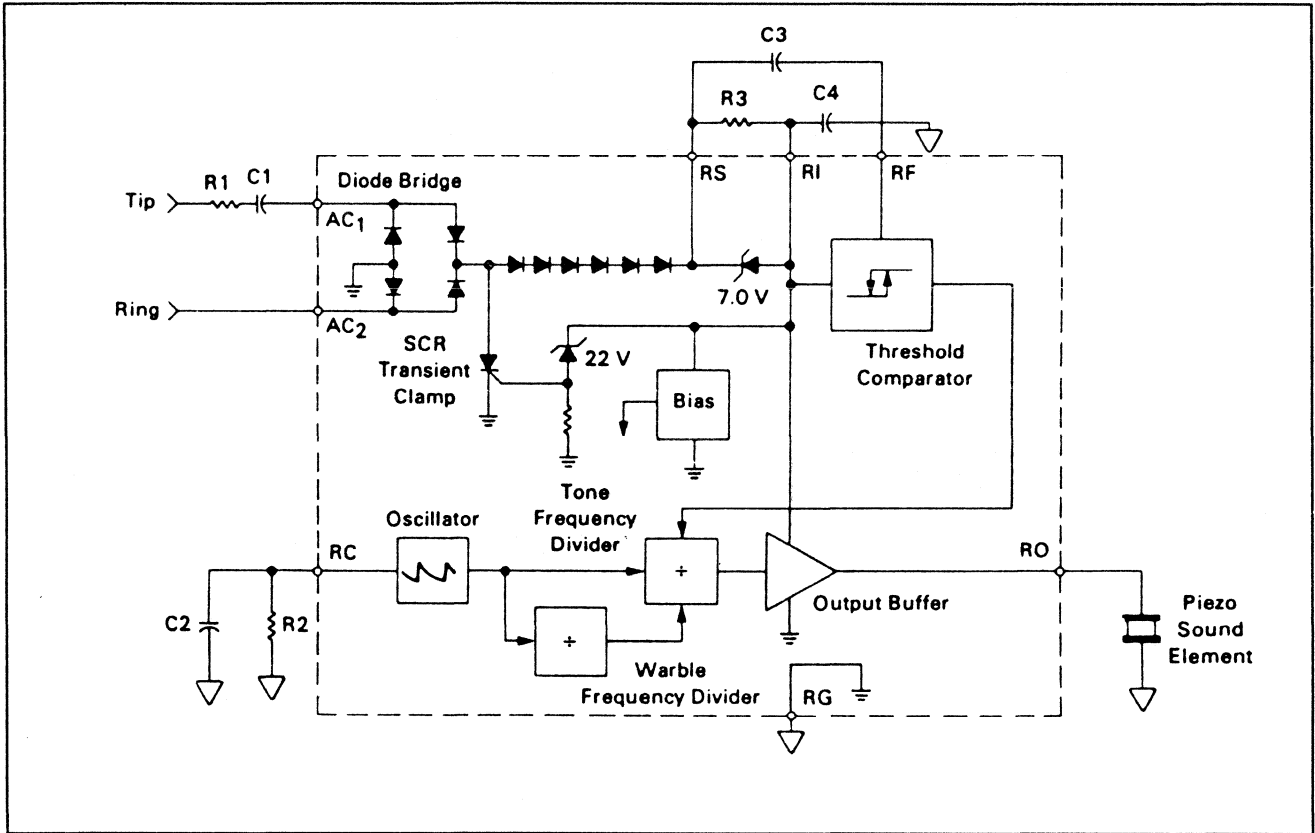 C3
R3
C4
RS
RI
RF
R1
C1
Diode Bridge
Tip
AC1
7.0 V
Ring
AC2
SCR
Transient
Clamp
22 V
Bias
Threshold
Comparator
Tone
Frequency
Divider
Oscillator
RC
÷
RO
Output Buffer
C2
R2
÷
Warble
Frequency Divider
RG
Piezo
Sound
Element